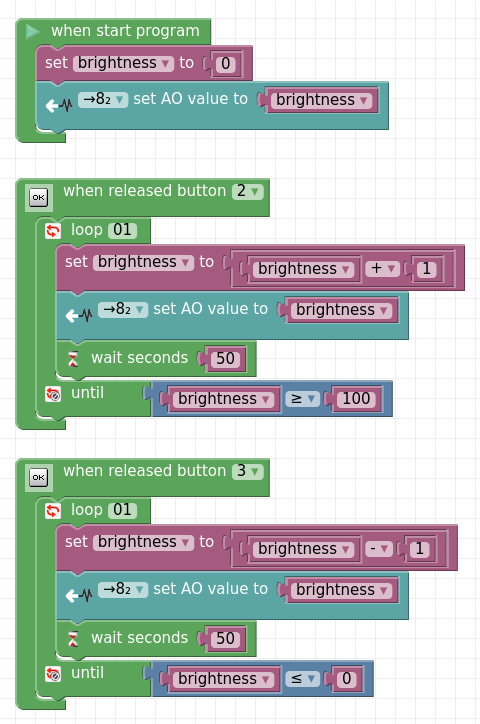 when start program
set brightness ▾ to 0
→8₂ ▾ set AO value to brightness ▾
OK when released button 2 ▾
loop 01
set brightness ▾ to brightness ▾ + ▾ 1
→8₂ ▾ set AO value to brightness ▾
wait seconds 50
until brightness ▾ ≥ ▾ 100
OK when released button 3 ▾
loop 01
set brightness ▾ to brightness ▾ - ▾ 1
→8₂ ▾ set AO value to brightness ▾
wait seconds 50
until brightness ▾ ≤ ▾ 0